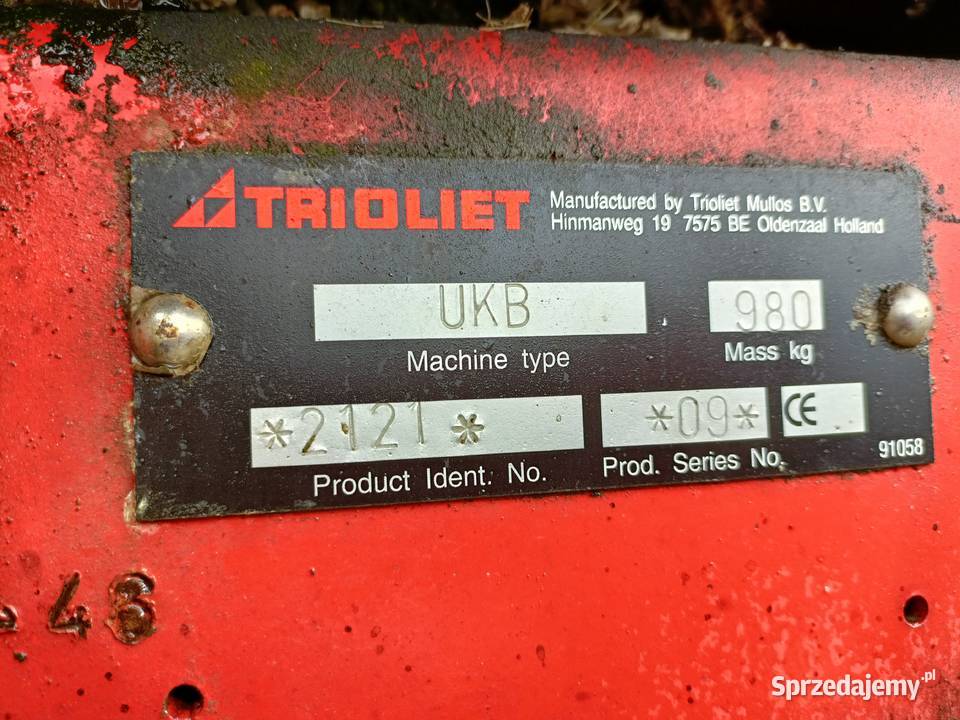 TRIOLIET
Manufactured by Trioliet Mullos B.V.
Hinmanweg 19 7575 BE Oldenzaal Holland
UKB
980
Machine type
Mass kg
*2121*
*09*
CE
Product Ident. No.
Prod. Series No.
91058
Sprzedajemy.pl